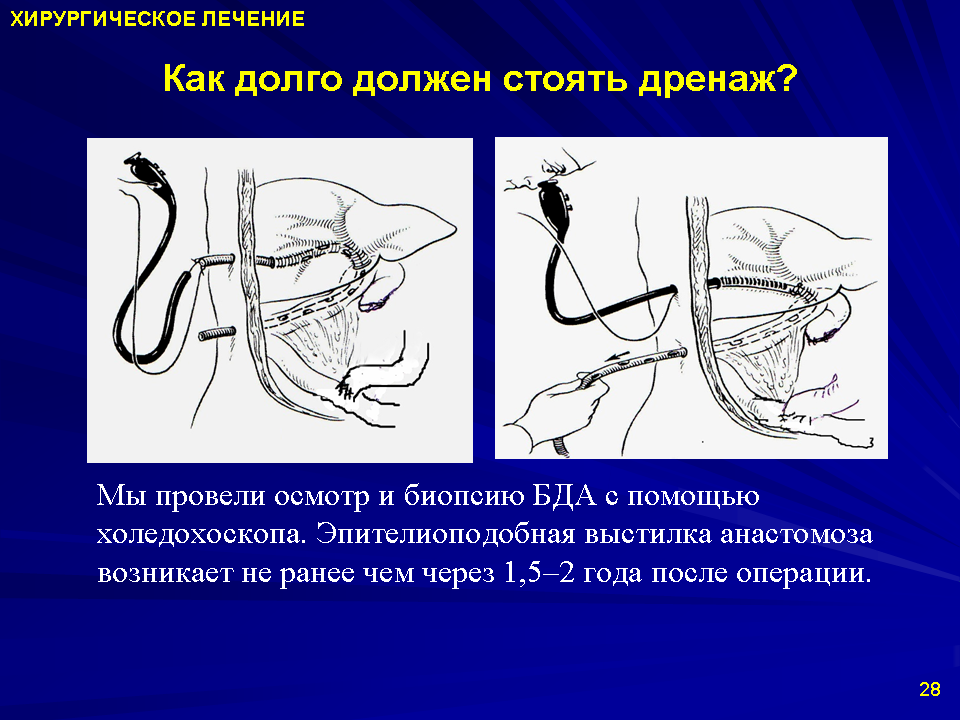 ХИРУРГИЧЕСКОЕ ЛЕЧЕНИЕ
Как долго должен стоять дренаж?
Мы провели осмотр и биопсию БДА с помощью
холедохоскопа. Эпителиоподобная выстилка анастомоза
возникает не ранее чем через 1,5–2 года после операции.
28